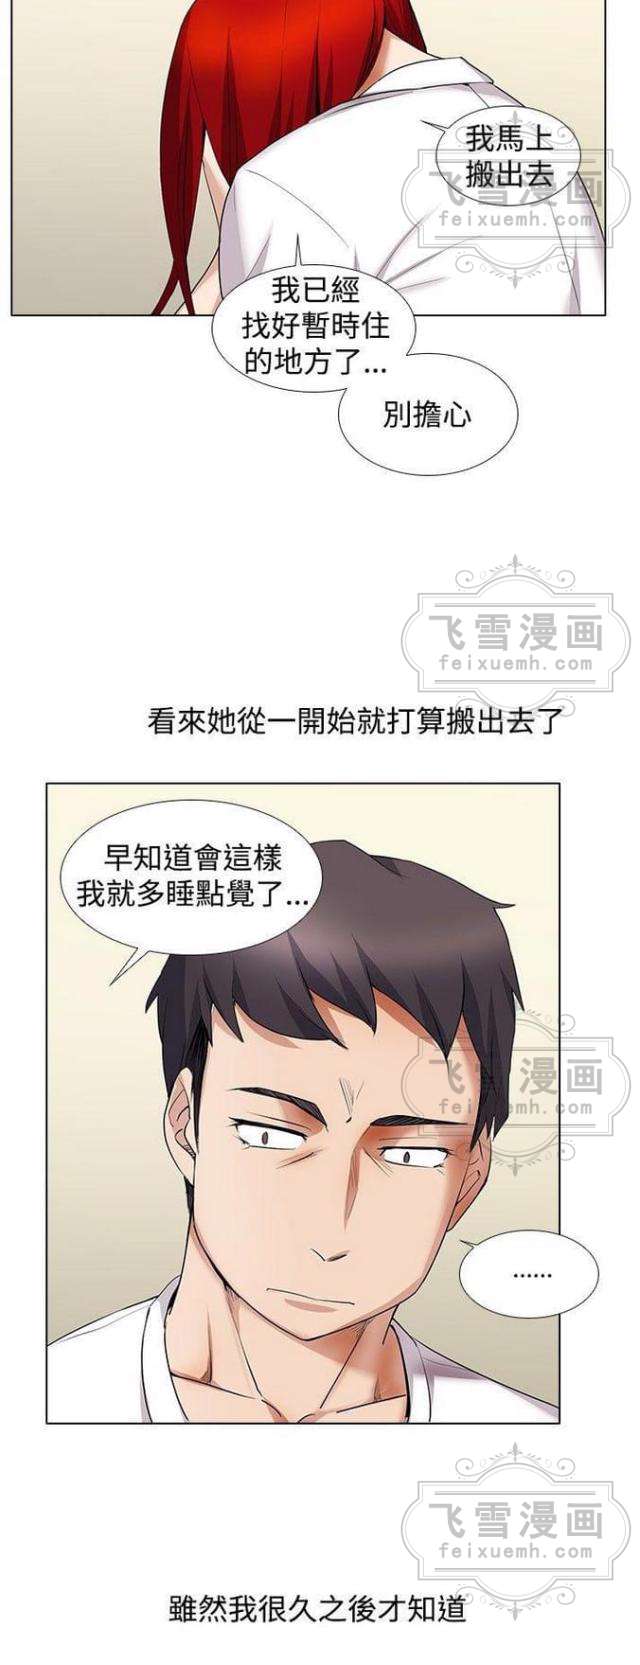 我馬上
搬出去
飞雪漫画
feixuemh.com
我已經
找好暫時住
的地方了...
別擔心
飞雪漫画
feixuemh.com
看來她從一開始就打算搬出去了
早知道會這樣
我就多睡點覺了...
飞雪漫画
feixuemh.com
......
飞雪漫画
feixuemh.com
雖然我很久之後才知道